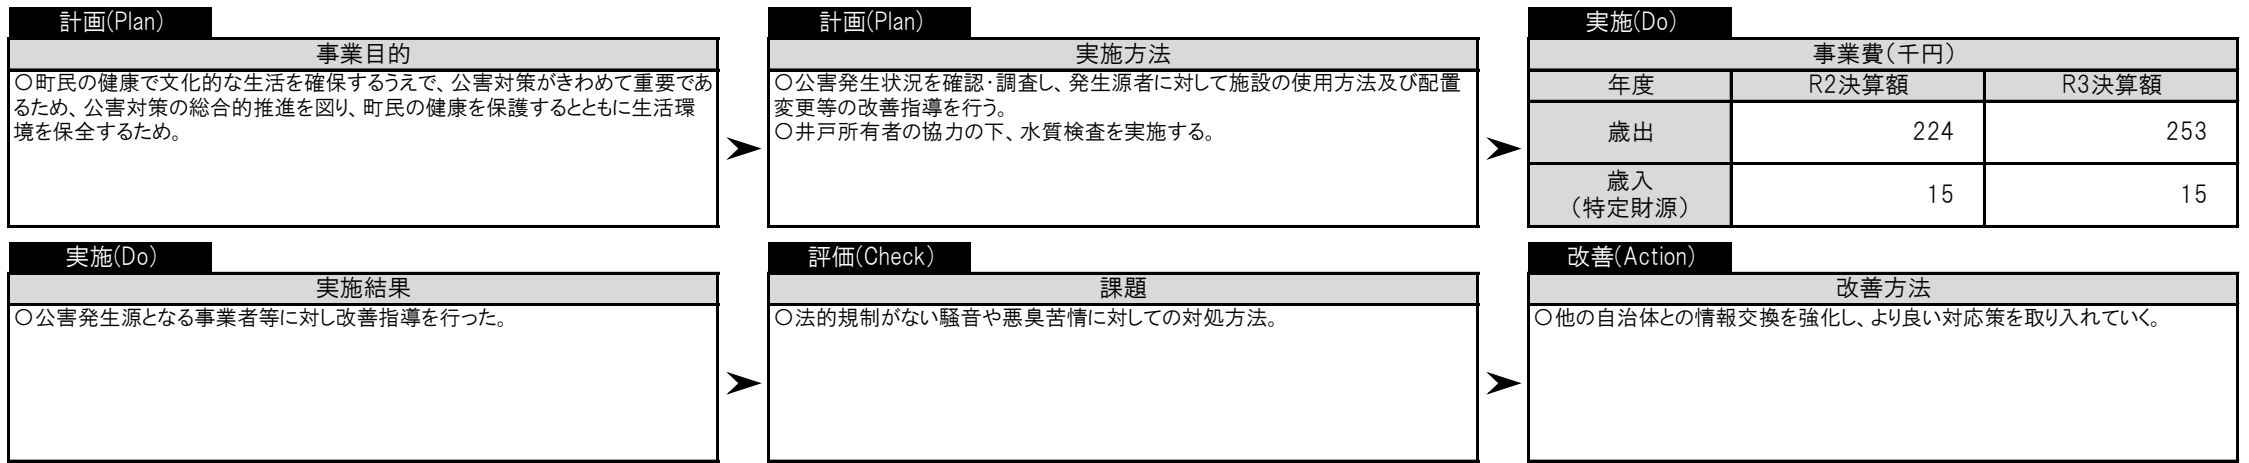 計画(Plan)
事業目的
○町民の健康で文化的な生活を確保するうえで、公害対策がきわめて重要であ
るため、公害対策の総合的推進を図り、町民の健康を保護するとともに生活環
境を保全するため。
計画(Plan)
実施方法
○公害発生状況を確認・調査し、発生源者に対して施設の使用方法及び配置
変更等の改善指導を行う。
○井戸所有者の協力の下、水質検査を実施する。
実施(Do)
事業費(千円)
年度 R2決算額 R3決算額
歳出 224 253
歳入
(特定財源) 15 15
実施(Do)
実施結果
○公害発生源となる事業者等に対し改善指導を行った。
評価(Check)
課題
○法的規制がない騒音や悪臭苦情に対しての対処方法。
改善(Action)
改善方法
○他の自治体との情報交換を強化し、より良い対応策を取り入れていく。